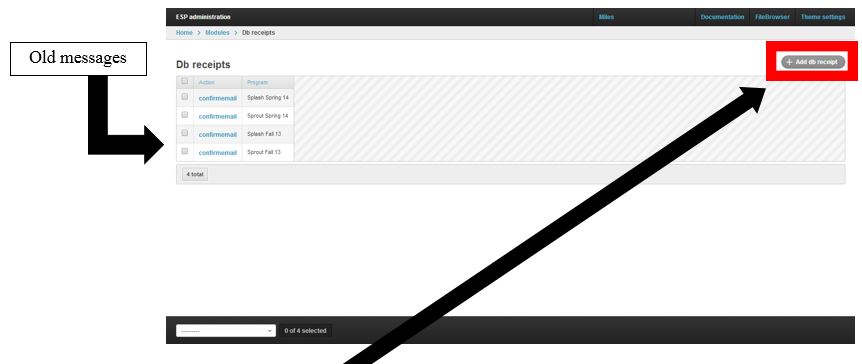 ESP administration Miles Documentation FileBrowser Theme settings
Home > Modules > Db receipts
Old messages
Db receipts
+ Add db receipt
Action Program
confirmemail Splash Spring 14
confirmemail Sprout Spring 14
confirmemail Splash Fall 13
confirmemail Sprout Fall 13
4 total
--------- 0 of 4 selected